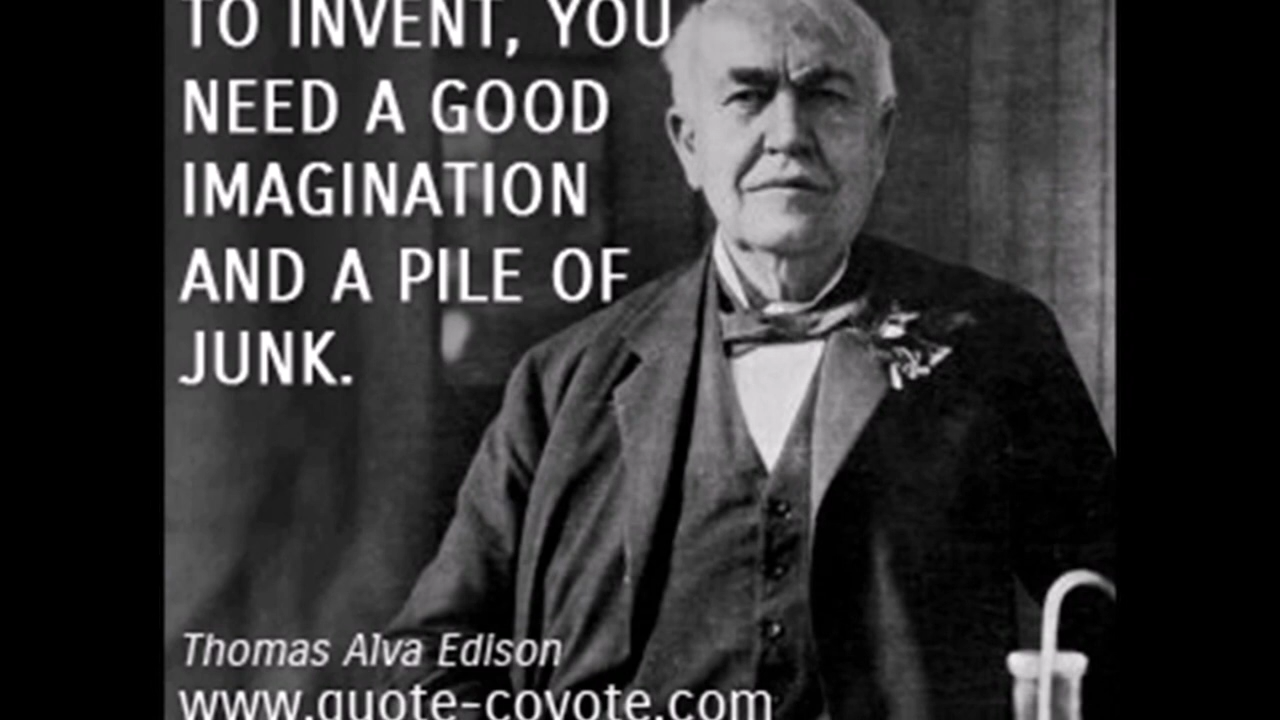 TO INVENT, YOU
NEED A GOOD
IMAGINATION
AND A PILE OF
JUNK.
Thomas Alva Edison
www.quote-coyote.com